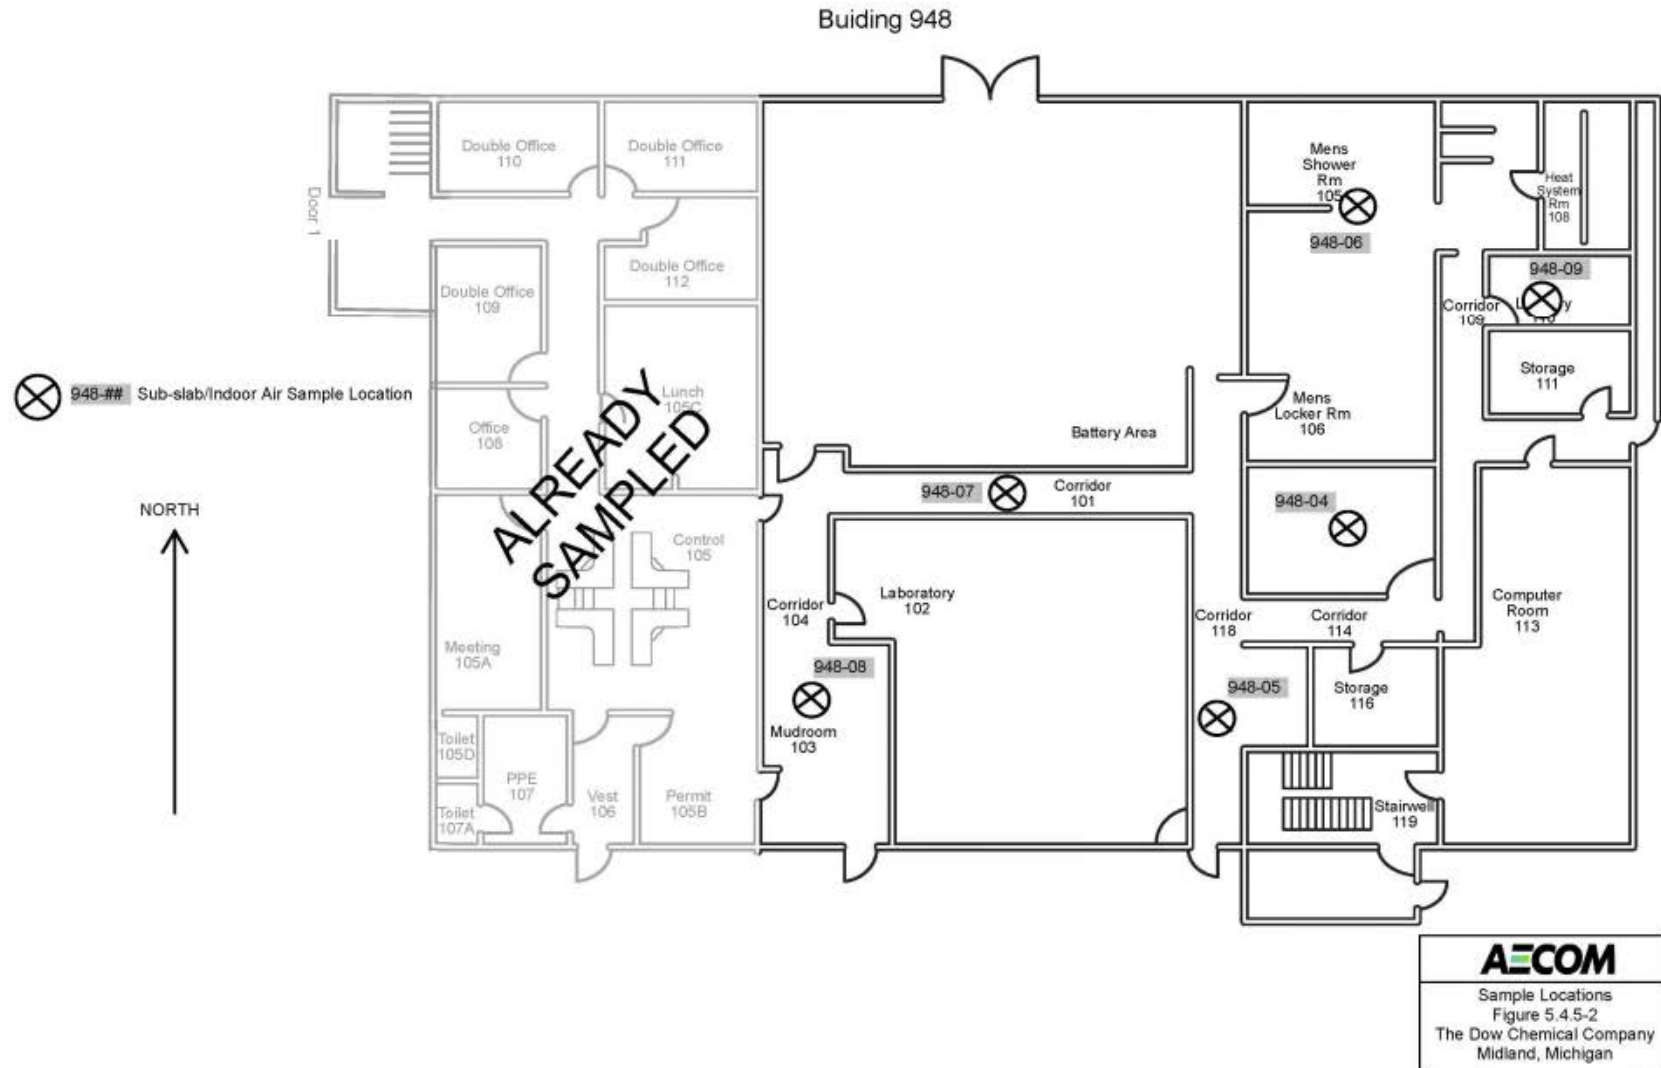 Buiding 948
Double Office
110
Double Office
111
Mens
Shower
Rm
105
Heat
System
Rm
108
Door 1
948-06
Double Office
112
948-09
Double Office
109
Corridor
109
Storage
111
948-## Sub-slab/Indoor Air Sample Location
Lunch
105C
Mens
Locker Rm
106
Office
108
Battery Area
ALREADY
SAMPLED
948-07
Corridor
101
948-04
NORTH
Control
105
Corridor
104
Laboratory
102
Corridor
118
Corridor
114
Computer
Room
113
Meeting
105A
948-08
948-05
Storage
116
Mudroom
103
Toilet
105D
PPE
107
Vest
106
Permit
105B
Toilet
107A
Stairwell
119
AECOM
Sample Locations
Figure 5.4.5-2
The Dow Chemical Company
Midland, Michigan